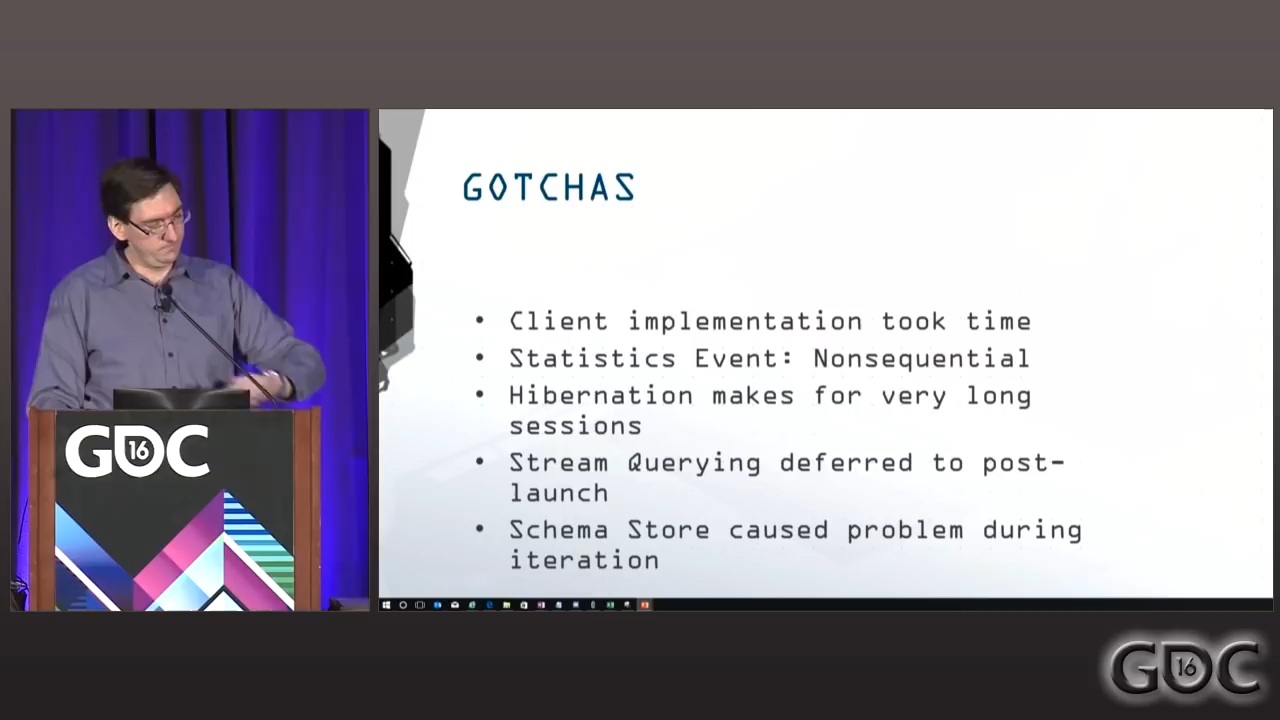 GOTCHAS
• Client implementation took time
• Statistics Event: Nonsequential
• Hibernation makes for very long
sessions
• Stream Querying deferred to post-
launch
• Schema Store caused problem during
iteration
GDC 16
GDC 16